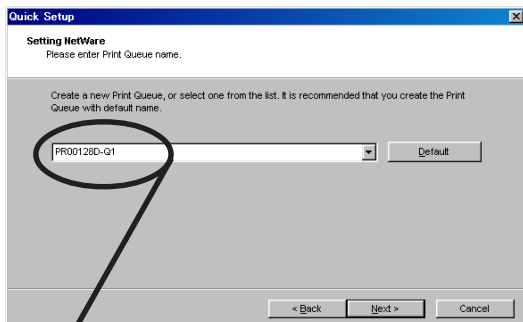 Quick Setup
Setting NetWare
Please enter Print Queue name.
Create a new Print Queue, or select one from the list. It is recommended that you create the Print
Queue with default name.
PR00128D-Q1
Default
< Back
Next >
Cancel